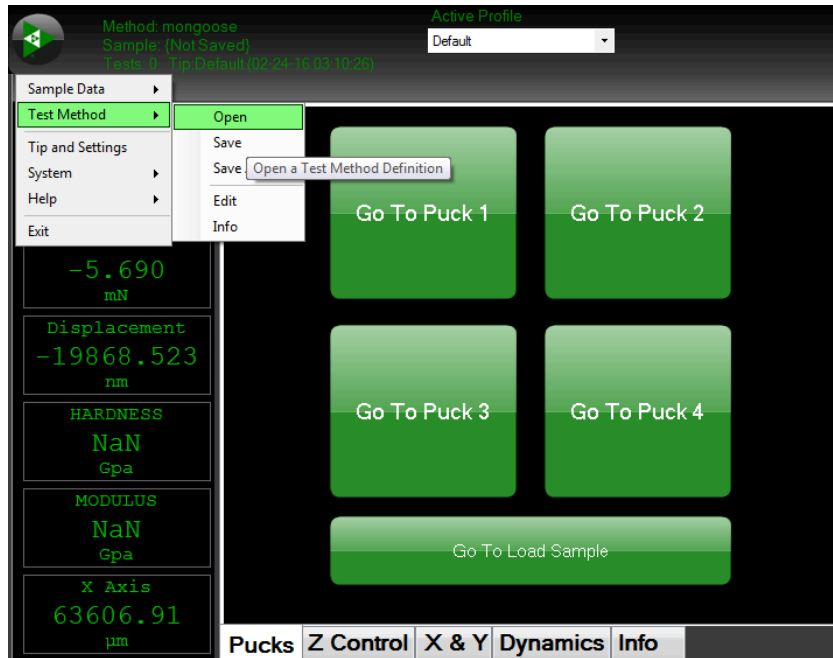 Method: mongoose
Sample: {Not Saved}
Tests: 0 Tip:Default (02-24-16 03:10:26)
Active Profile
Default
Sample Data
Test Method
Tip and Settings
System
Help
Exit
Open
Save
Save
Open a Test Method Definition
Edit
Info
-5.690
mN
Displacement
-19868.523
nm
HARDNESS
NaN
Gpa
MODULUS
NaN
Gpa
X Axis
63606.91
µm
Go To Puck 1
Go To Puck 2
Go To Puck 3
Go To Puck 4
Go To Load Sample
Pucks Z Control X & Y Dynamics Info